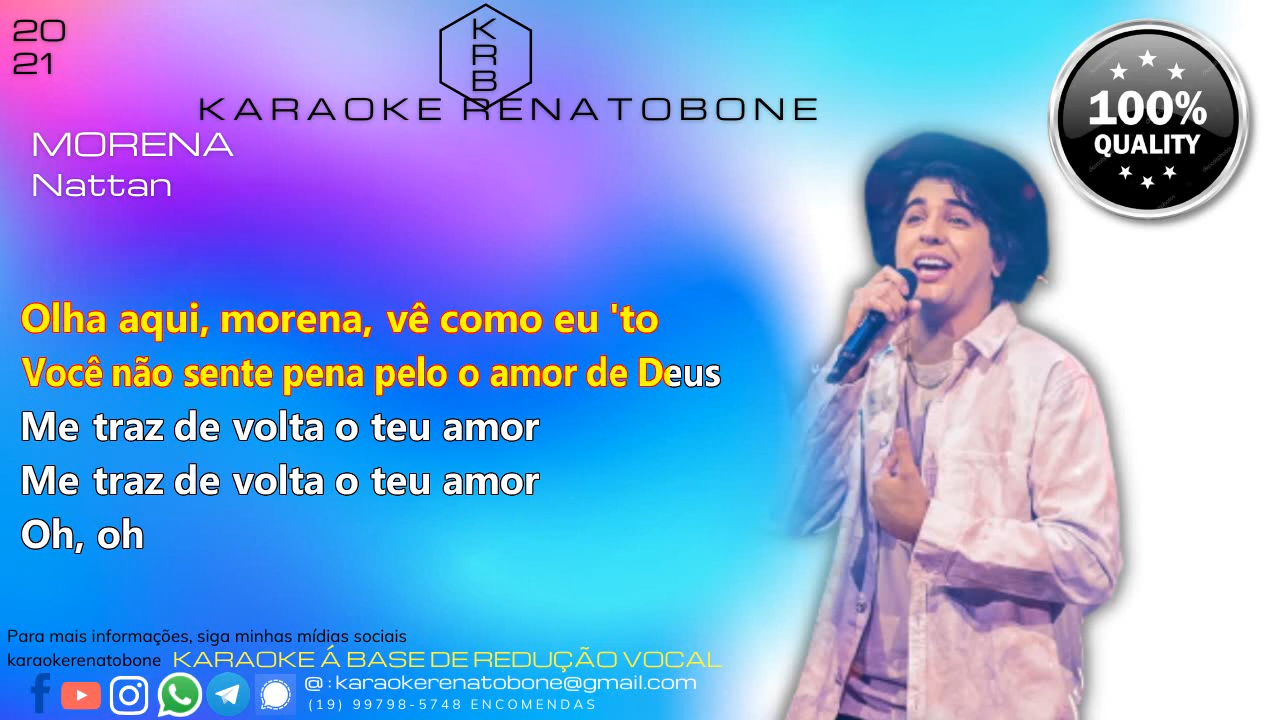 20
21
K
R
B
KARAOKE RENATOBONE
MORENA
Nattan
100%
QUALITY
Olha aqui, morena, vê como eu 'to
Você não sente pena pelo o amor de Deus
Me traz de volta o teu amor
Me traz de volta o teu amor
Oh, oh
Para mais informações, siga minhas mídias sociais
karaokerenatobone KARAOKE Á BASE DE REDUÇÃO VOCAL
@:karaokerenatobone@gmail.com
(19) 99798-5748 ENCOMENDAS